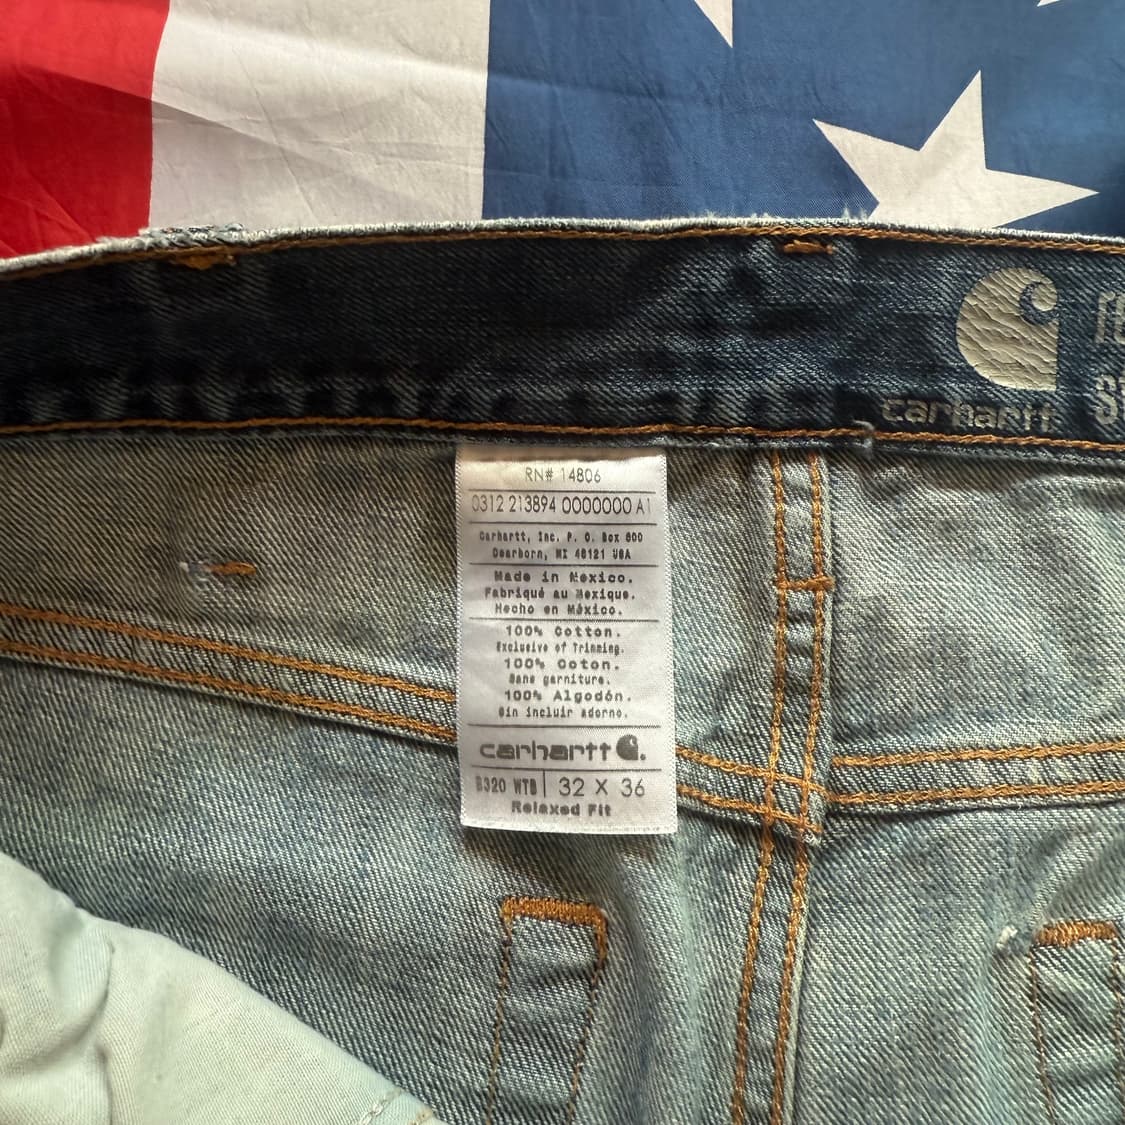 carhartt
RN# 14806
0312 213894 0000000 A1
Carhartt, Inc. P. O. Box 600
Dearborn, MI 48121 USA
Made in Mexico.
Fabriqué au Mexique.
Hecho en México.
100% Cotton.
Exclusive of Trimming.
100% Coton.
Sans garniture.
100% Algodón.
Sin incluir adorno.
carhartt
B320 WTB 32 X 36
Relaxed Fit